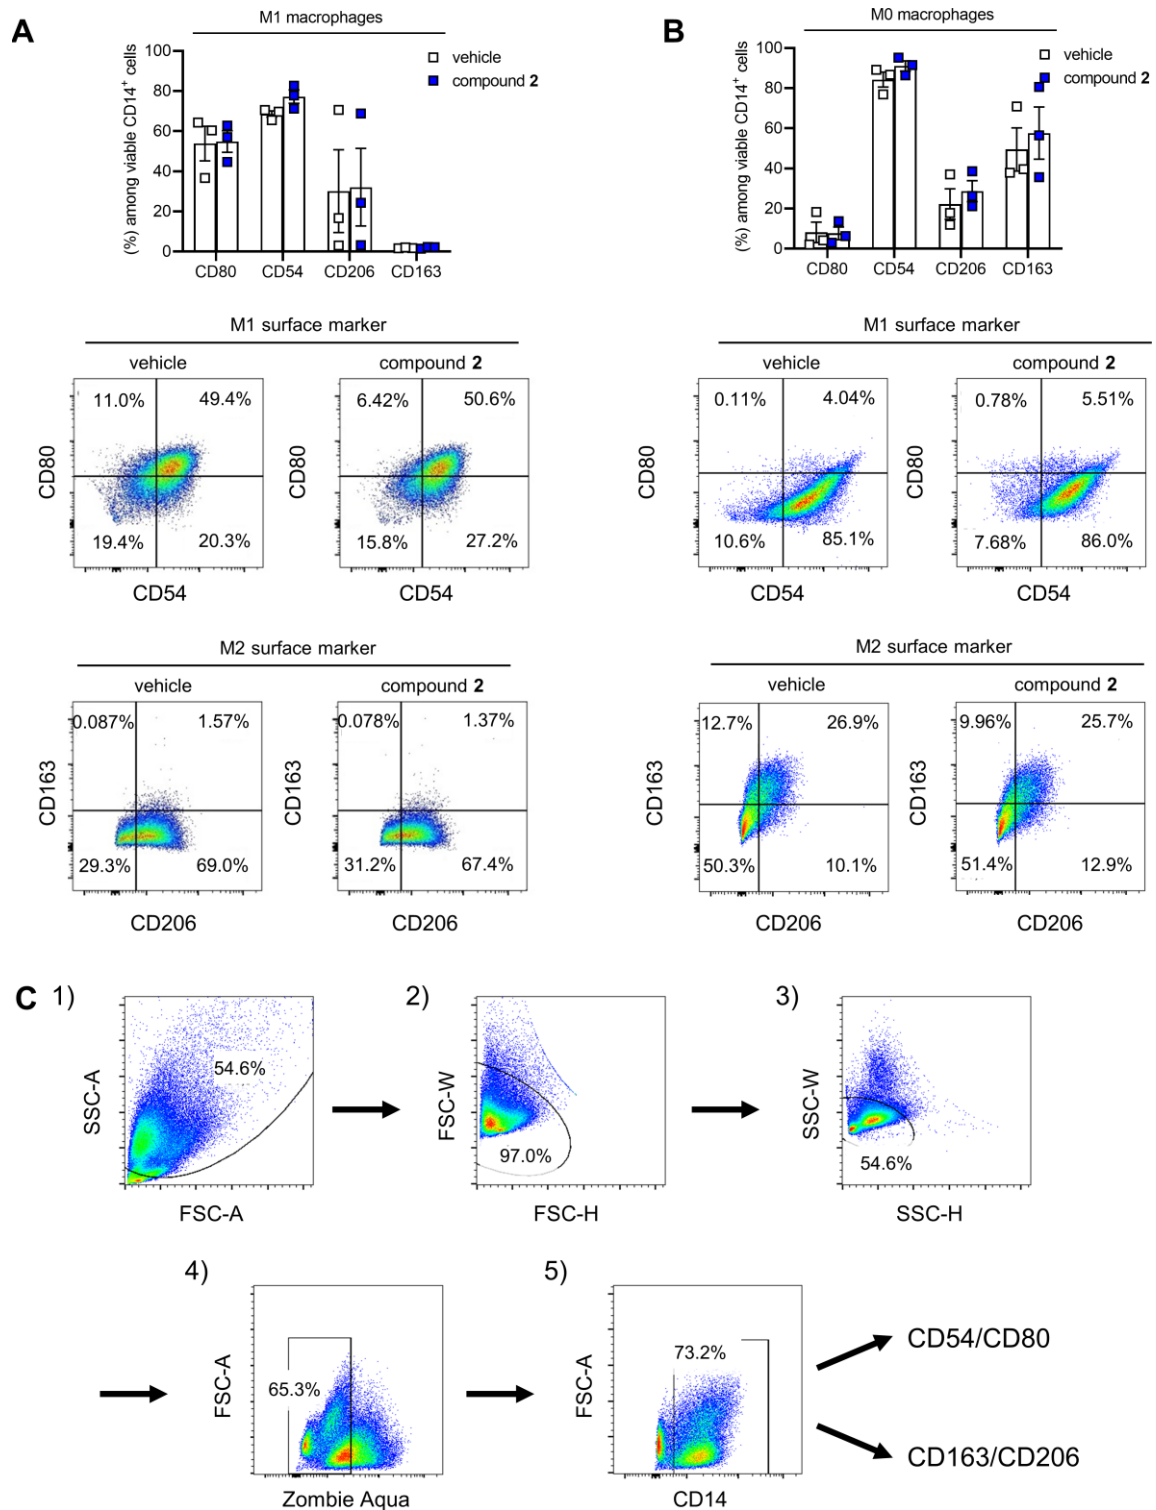 A
M1 macrophages
(%) among viable CD14+ cells
100
80
60
40
20
0
CD80 CD54 CD206 CD163
vehicle
compound 2
B
M0 macrophages
(%) among viable CD14+ cells
100
80
60
40
20
0
CD80 CD54 CD206 CD163
vehicle
compound 2
M1 surface marker
vehicle compound 2
11.0% 49.4%
19.4% 20.3%
CD80
CD54
6.42% 50.6%
15.8% 27.2%
CD80
CD54
M1 surface marker
vehicle compound 2
0.11% 4.04%
10.6% 85.1%
CD80
CD54
0.78% 5.51%
7.68% 86.0%
CD80
CD54
M2 surface marker
vehicle compound 2
0.087% 1.57%
29.3% 69.0%
CD163
CD206
0.078% 1.37%
31.2% 67.4%
CD163
CD206
M2 surface marker
vehicle compound 2
12.7% 26.9%
50.3% 10.1%
CD163
CD206
9.96% 25.7%
51.4% 12.9%
CD163
CD206
C
1)
54.6%
SSC-A
FSC-A
2)
97.0%
FSC-W
FSC-H
3)
54.6%
SSC-W
SSC-H
4)
65.3%
FSC-A
Zombie Aqua
5)
73.2%
FSC-A
CD14
CD54/CD80
CD163/CD206